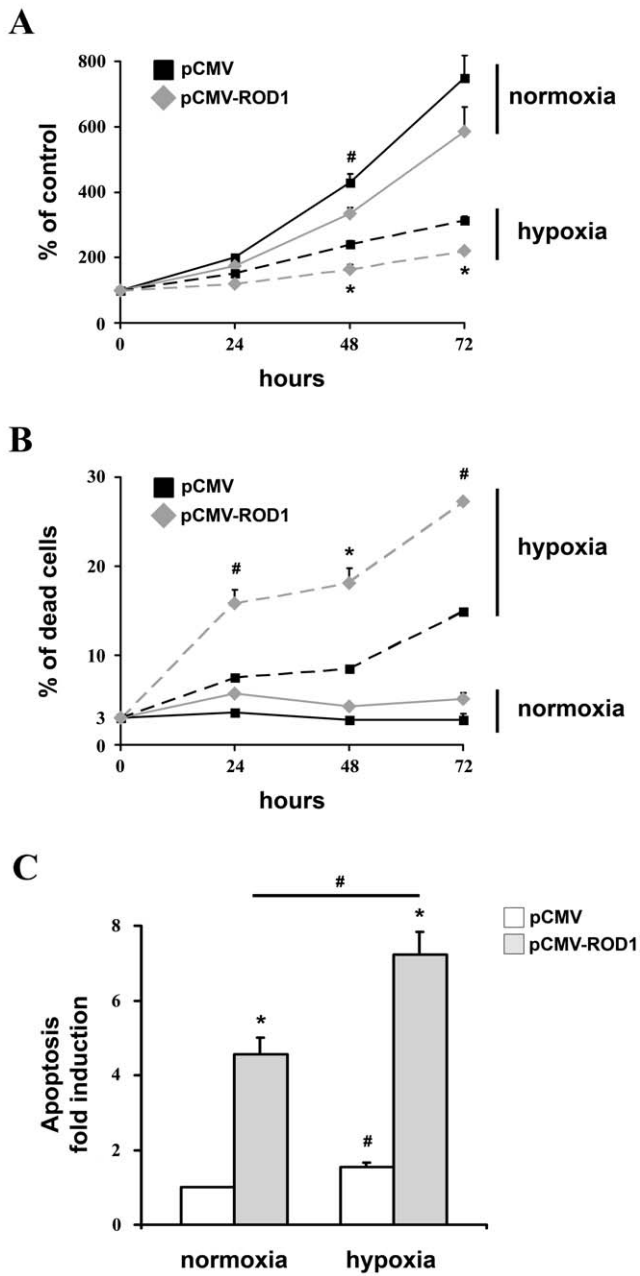 A
800
600
400
200
0
% of control
pCMV
pCMV-ROD1
#
*
*
normoxia
hypoxia
0 24 48 72
hours
B
30
20
10
3
0
% of dead cells
pCMV
pCMV-ROD1
#
*
#
hypoxia
normoxia
0 24 48 72
hours
C
8
6
4
2
0
Apoptosis
fold induction
#
*
*
#
pCMV
pCMV-ROD1
normoxia hypoxia